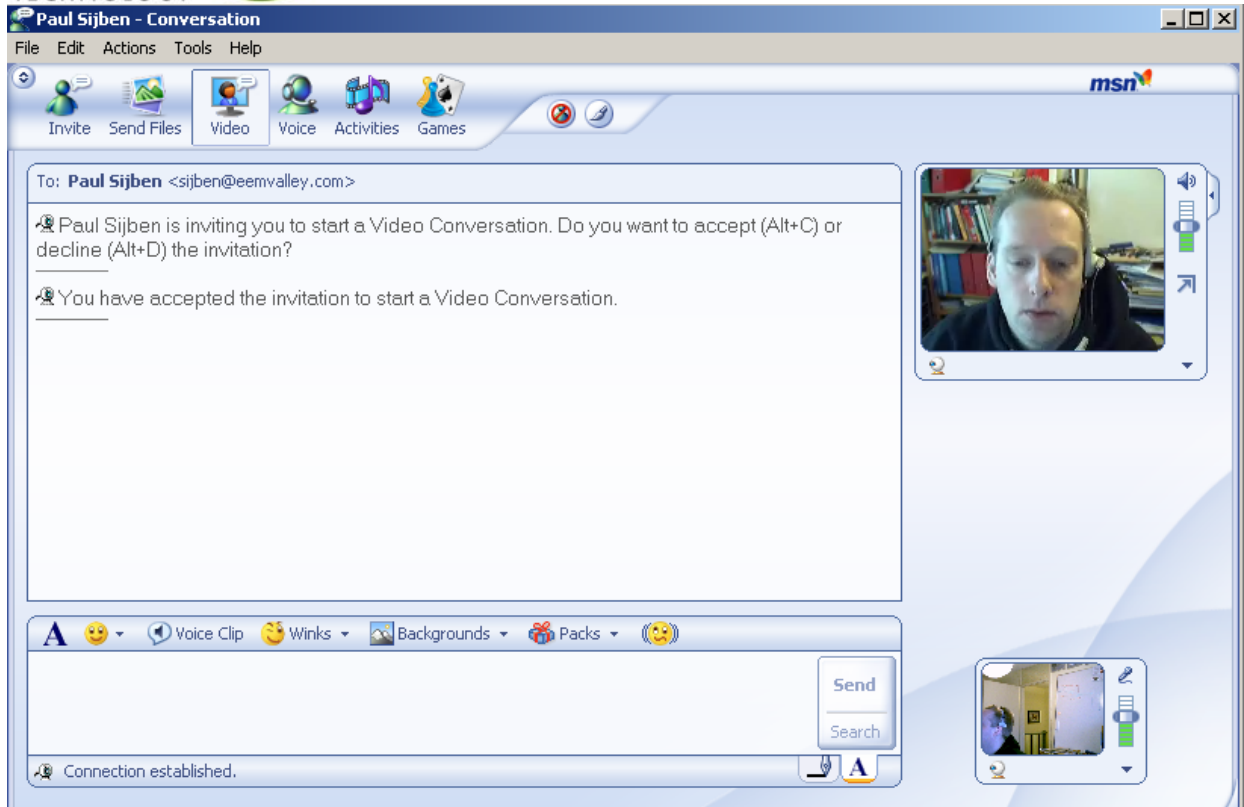 Paul Sijben - Conversation
File Edit Actions Tools Help
msn
Invite Send Files Video Voice Activities Games
To: Paul Sijben <sijben@eemvalley.com>
Paul Sijben is inviting you to start a Video Conversation. Do you want to accept (Alt+C) or
decline (Alt+D) the invitation?
You have accepted the invitation to start a Video Conversation.
A Voice Clip Winks Backgrounds Packs
Send
Search
Connection established.
A